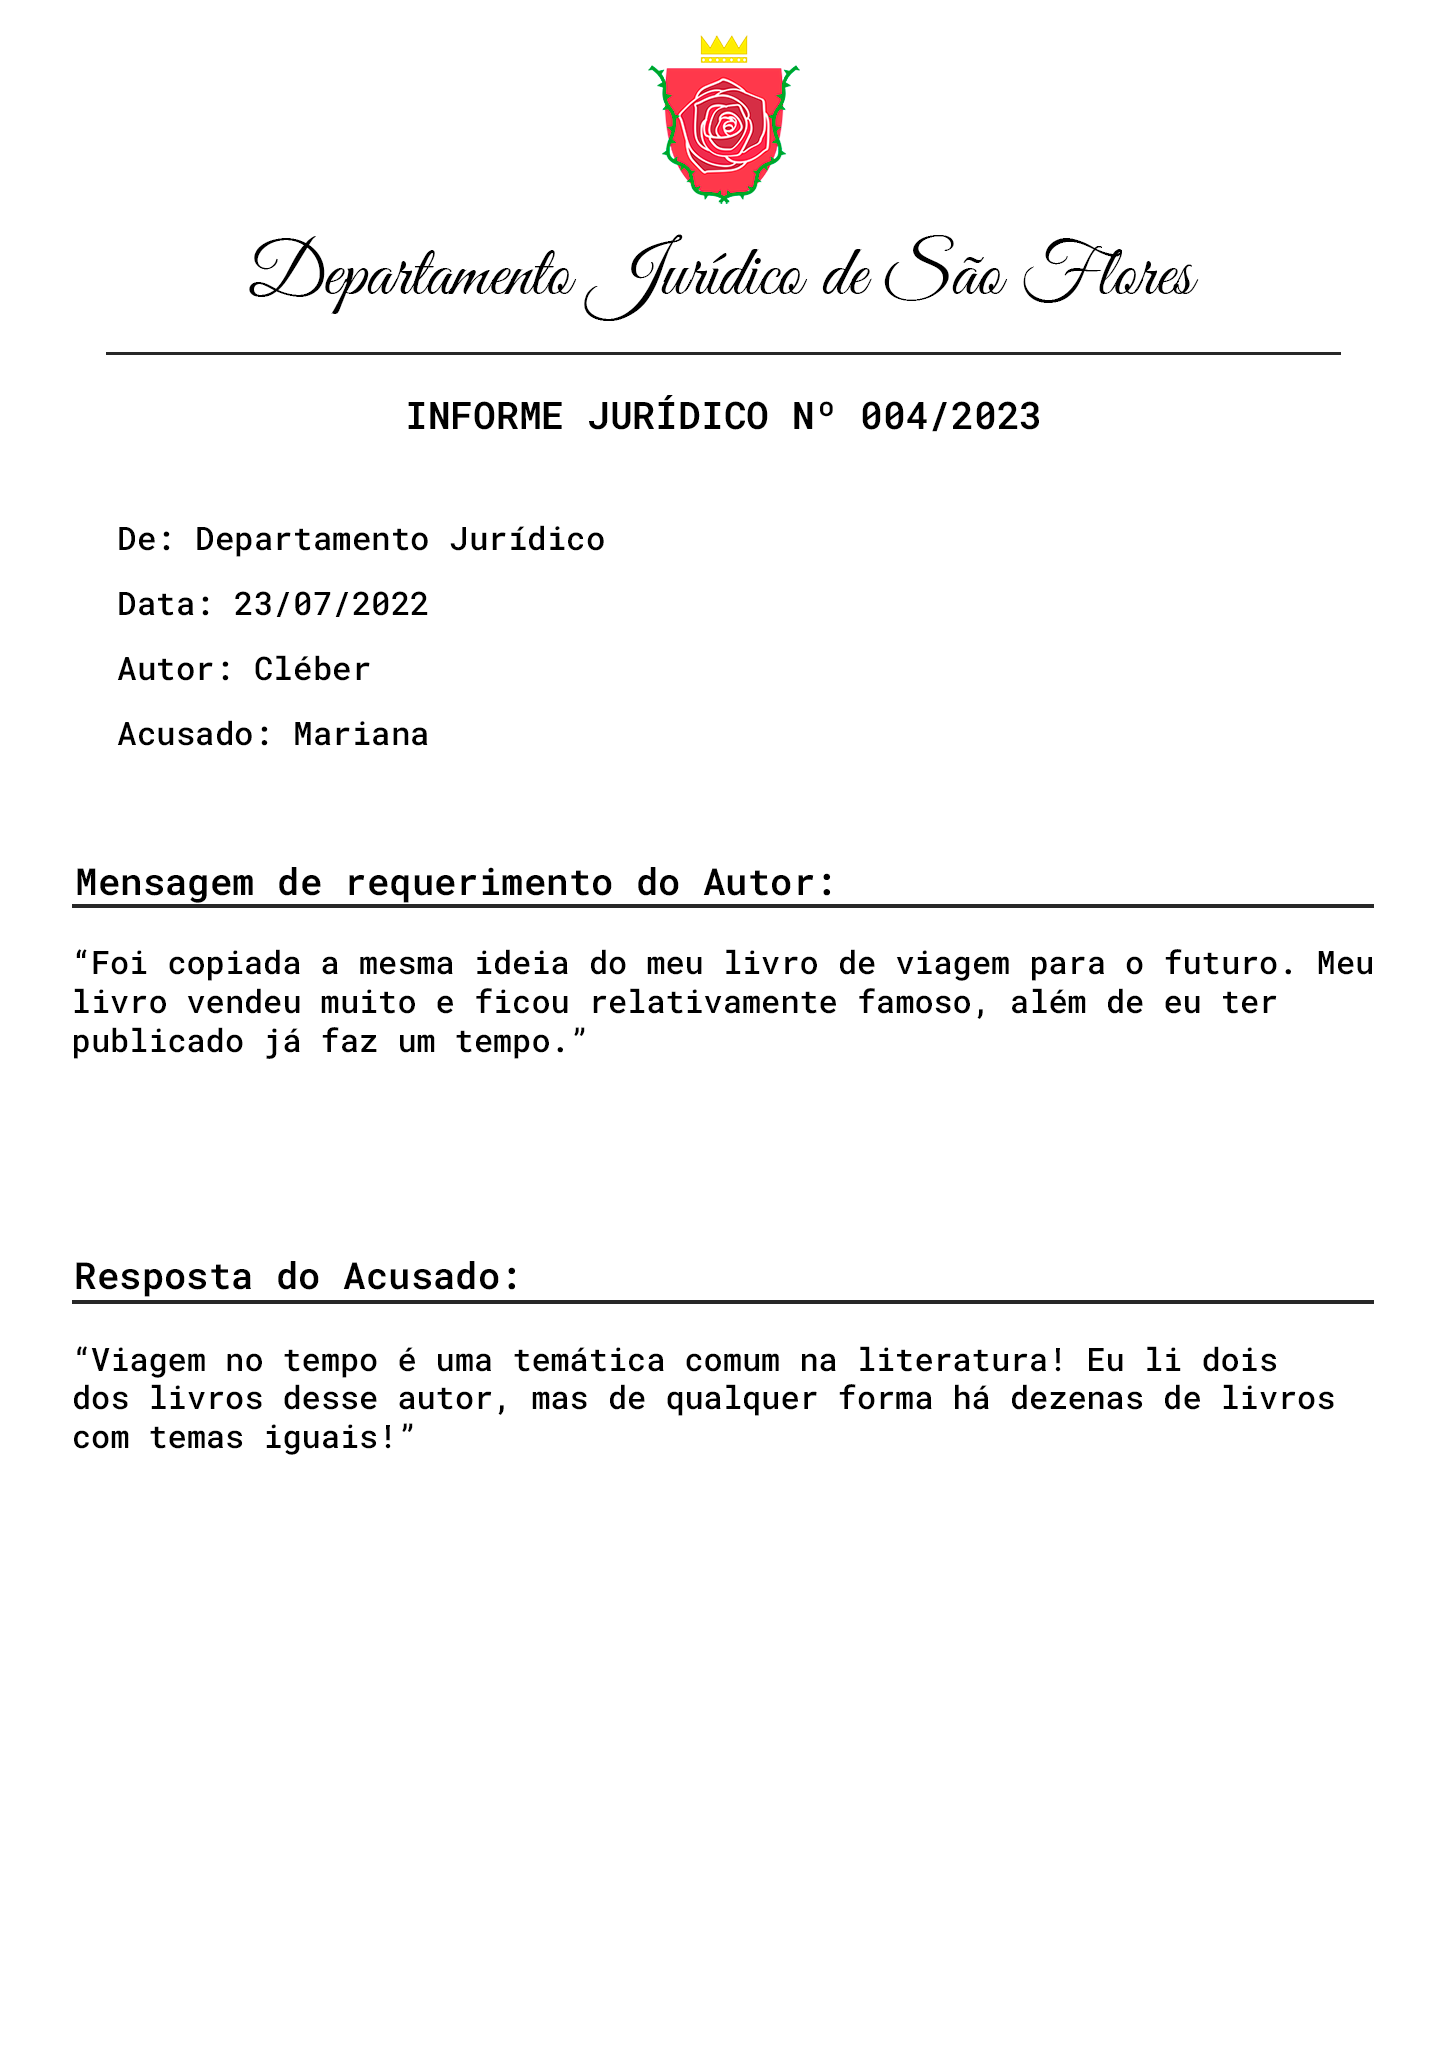 Departamento Jurídico de São Flores
INFORME JURÍDICO Nº 004/2023
De: Departamento Jurídico
Data: 23/07/2022
Autor: Cléber
Acusado: Mariana
Mensagem de requerimento do Autor:
“Foi copiada a mesma ideia do meu livro de viagem para o futuro. Meu
livro vendeu muito e ficou relativamente famoso, além de eu ter
publicado já faz um tempo.”
Resposta do Acusado:
“Viagem no tempo é uma temática comum na literatura! Eu li dois
dos livros desse autor, mas de qualquer forma há dezenas de livros
com temas iguais!”